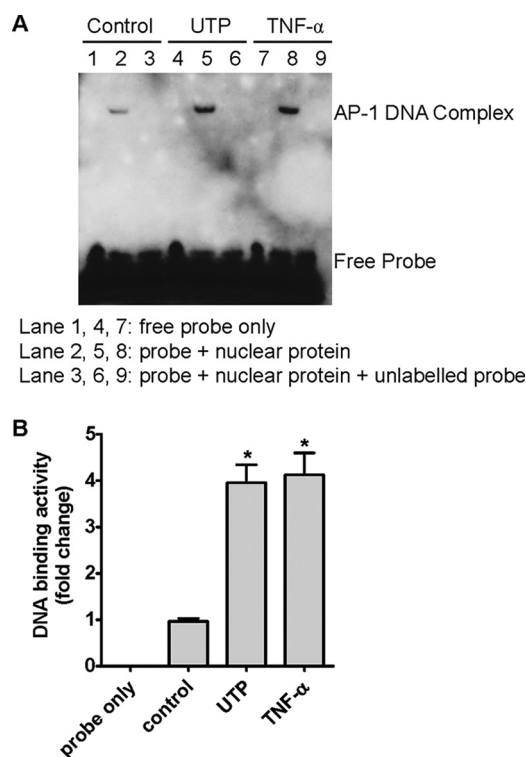 A
Control UTP TNF-α
1 2 3 4 5 6 7 8 9
AP-1 DNA Complex
Free Probe
Lane 1, 4, 7: free probe only
Lane 2, 5, 8: probe + nuclear protein
Lane 3, 6, 9: probe + nuclear protein + unlabelled probe
B
DNA binding activity
(fold change)
5
4
3
2
1
0
* *
probe only
control
UTP
TNF-α